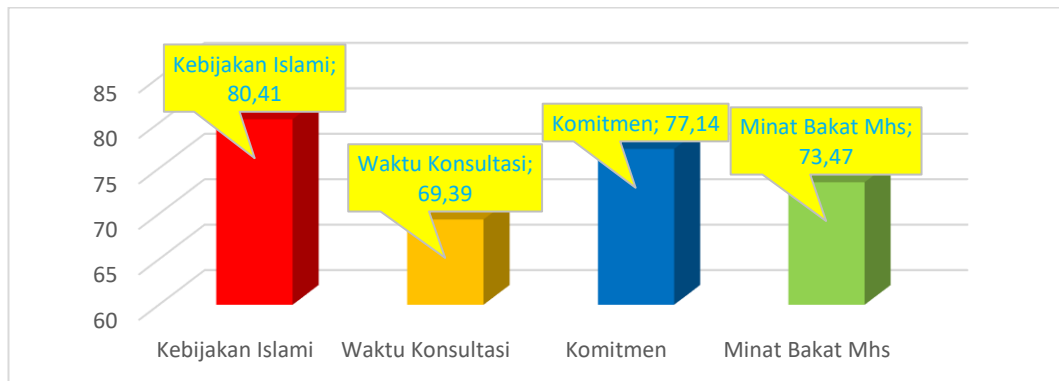 Kebijakan Islami;
80,41
Waktu Konsultasi;
69,39
Komitmen; 77,14
Minat Bakat Mhs;
73,47
85
80
75
70
65
60
Kebijakan Islami
Waktu Konsultasi
Komitmen
Minat Bakat Mhs